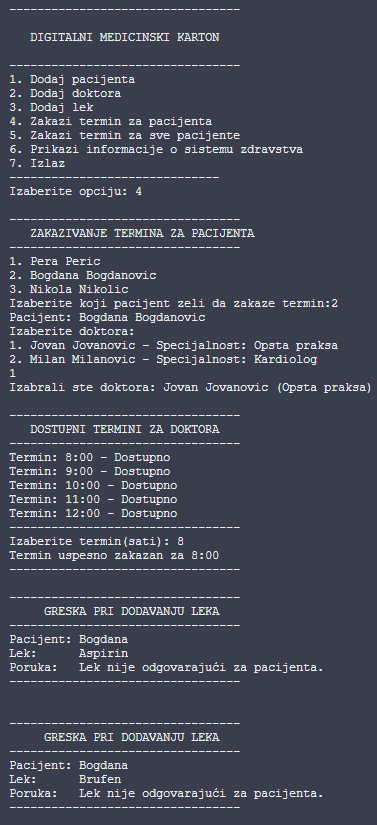 ---------------------------------
DIGITALNI MEDICINSKI KARTON
---------------------------------
1. Dodaj pacijenta
2. Dodaj doktora
3. Dodaj lek
4. Zakazi termin za pacijenta
5. Zakazi termin za sve pacijente
6. Prikazi informacije o sistemu zdravstva
7. Izlaz
------------------------------
Izaberite opciju: 4
---------------------------------
ZAKAZIVANJE TERMINA ZA PACIJENTA
---------------------------------
1. Pera Peric
2. Bogdana Bogdanovic
3. Nikola Nikolic
Izaberite koji pacijent zeli da zakaze termin:2
Pacijent: Bogdana Bogdanovic
Izaberite doktora:
1. Jovan Jovanovic - Specijalnost: Opsta praksa
2. Milan Milanovic - Specijalnost: Kardiolog
1
Izabrali ste doktora: Jovan Jovanovic (Opsta praksa)
---------------------------------
DOSTUPNI TERMINI ZA DOKTORA
---------------------------------
Termin: 8:00 - Dostupno
Termin: 9:00 - Dostupno
Termin: 10:00 - Dostupno
Termin: 11:00 - Dostupno
Termin: 12:00 - Dostupno
---------------------------------
Izaberite termin(sati): 8
Termin uspesno zakazan za 8:00
---------------------------------
---------------------------------
GRESKA PRI DODAVANJU LEKA
---------------------------------
Pacijent: Bogdana
Lek: Aspirin
Poruka: Lek nije odgovarajući za pacijenta.
---------------------------------
---------------------------------
GRESKA PRI DODAVANJU LEKA
---------------------------------
Pacijent: Bogdana
Lek: Brufen
Poruka: Lek nije odgovarajući za pacijenta.
---------------------------------